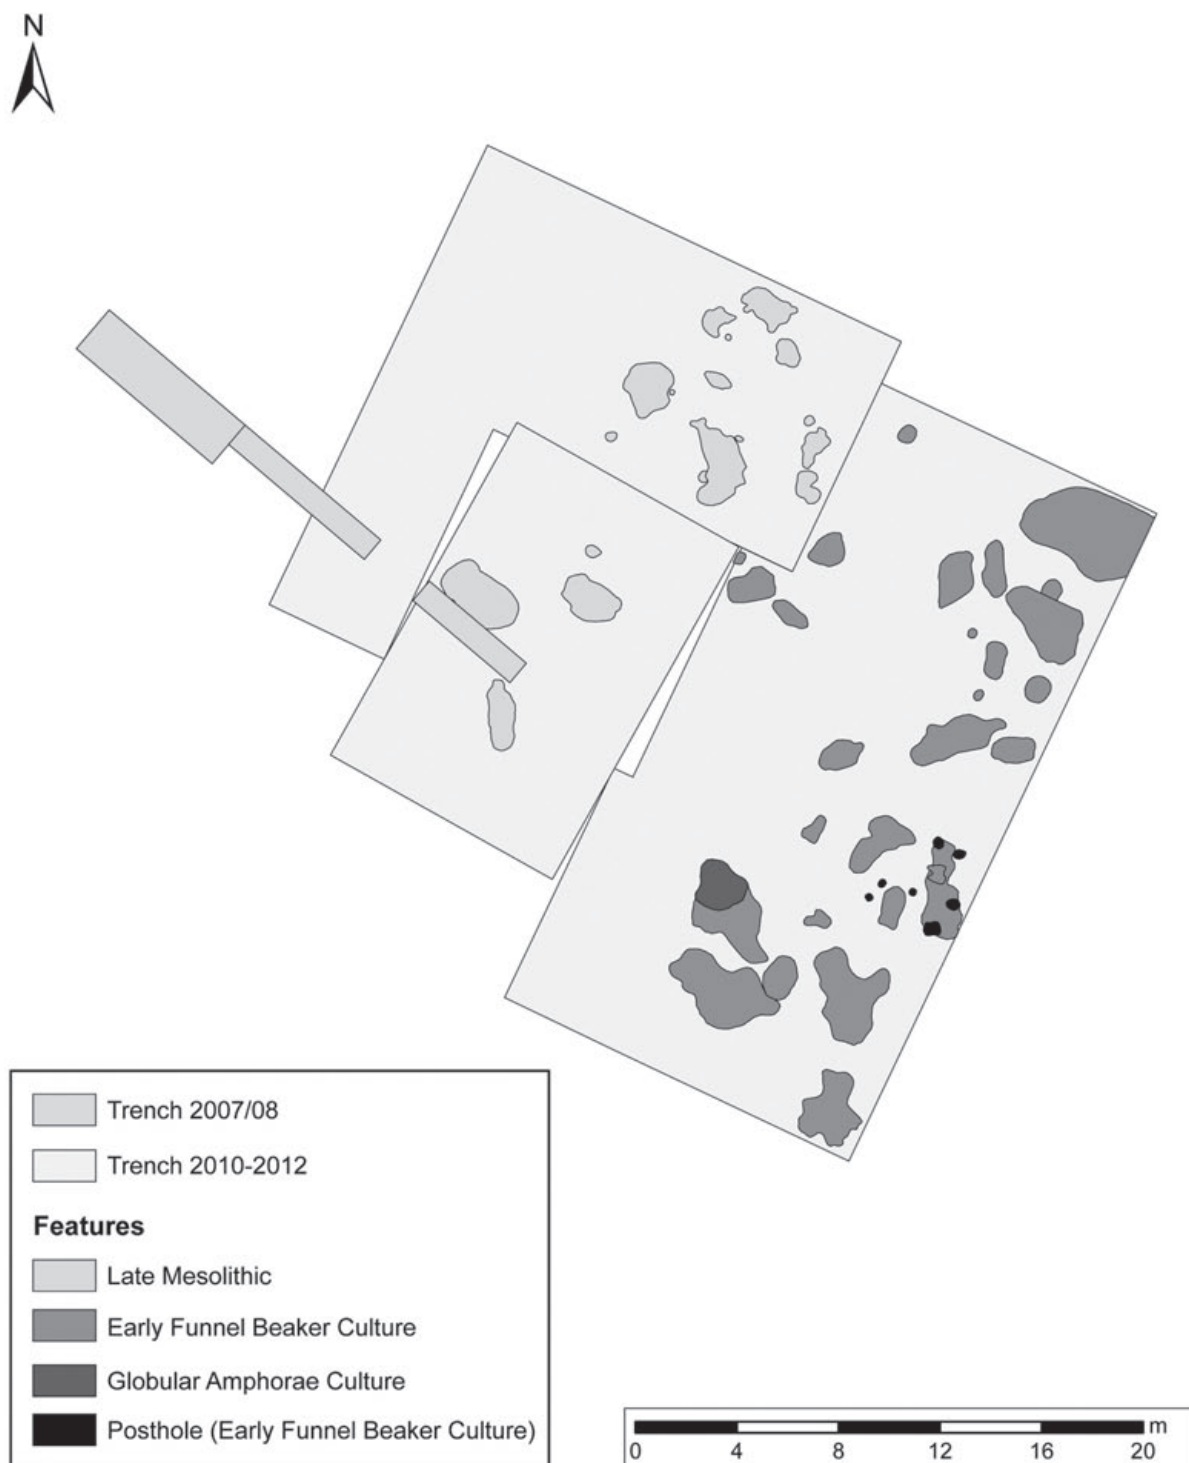 N
Trench 2007/08
Trench 2010-2012
Features
Late Mesolithic
Early Funnel Beaker Culture
Globular Amphorae Culture
Posthole (Early Funnel Beaker Culture)
m
0 4 8 12 16 20